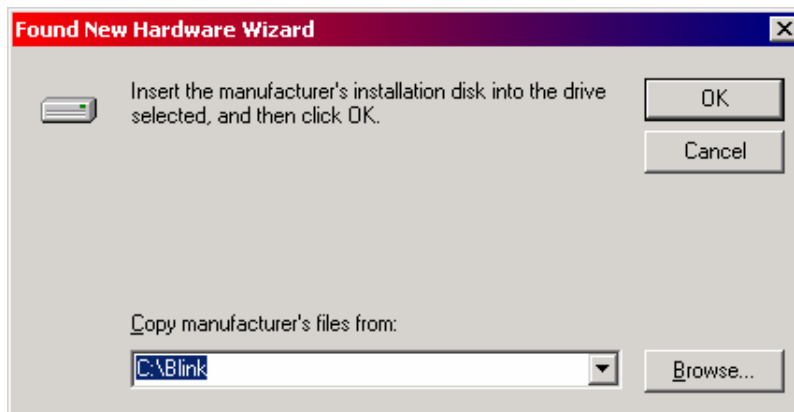 Found New Hardware Wizard
Insert the manufacturer's installation disk into the drive
selected, and then click OK.
OK
Cancel
Copy manufacturer's files from:
C:\Blink
Browse...